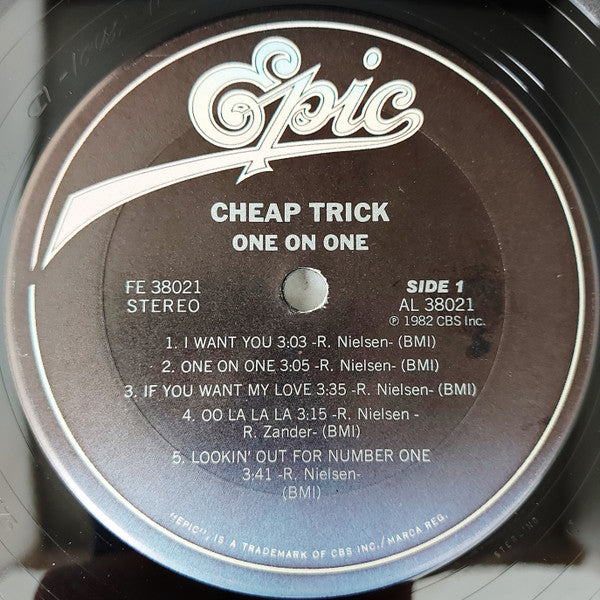 Epic
CHEAP TRICK
ONE ON ONE
FE 38021
STEREO
SIDE 1
AL 38021
℗ 1982 CBS Inc.
1. I WANT YOU 3:03 -R. Nielsen- (BMI)
2. ONE ON ONE 3:05 -R. Nielsen- (BMI)
3. IF YOU WANT MY LOVE 3:35 -R. Nielsen- (BMI)
4. OO LA LA LA 3:15 -R. Nielsen -
R. Zander- (BMI)
5. LOOKIN' OUT FOR NUMBER ONE
3:41 -R. Nielsen-
(BMI)
"EPIC", IS A TRADEMARK OF CBS INC./MARCA REG.